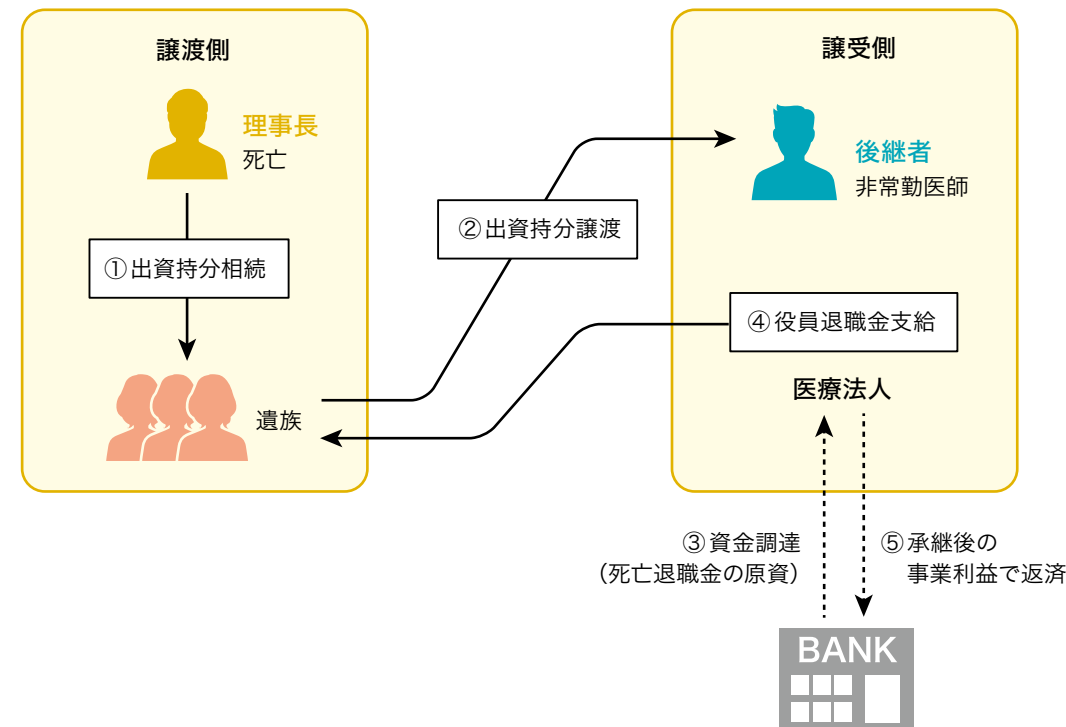 譲渡側
理事長
死亡
①出資持分相続
遺族
②出資持分譲渡
譲受側
後継者
非常勤医師
④役員退職金支給
医療法人
③資金調達
（死亡退職金の原資）
⑤承継後の
事業利益で返済
BANK